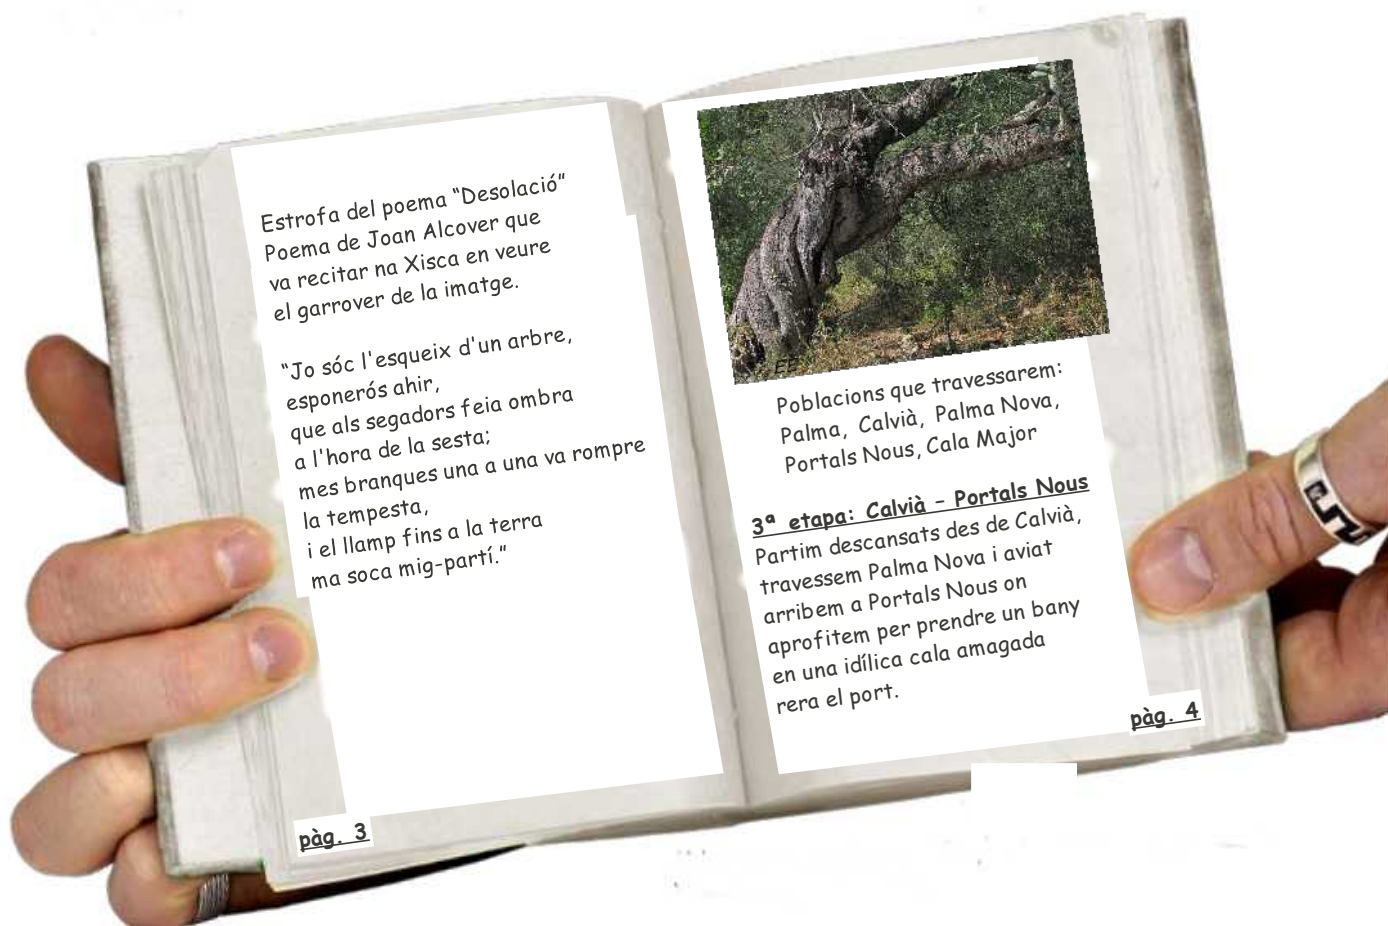 Estrofa del poema “Desolació”
Poema de Joan Alcover que
va recitar na Xisca en veure
el garrover de la imatge.
“Jo sóc l'esqueix d'un arbre,
esponerós ahir,
que als segadors feia ombra
a l'hora de la sesta;
mes branques una a una va rompre
la tempesta,
i el llamp fins a la terra
ma soca mig-partí.”
pàg. 3
Poblacions que travessarem:
Palma, Calvià, Palma Nova,
Portals Nous, Cala Major
3ª etapa: Calvià - Portals Nous
Partim descansats des de Calvià,
travessem Palma Nova i aviat
arribem a Portals Nous on
aprofitem per prendre un bany
en una idíl·lica cala amagada
rera el port.
pàg. 4